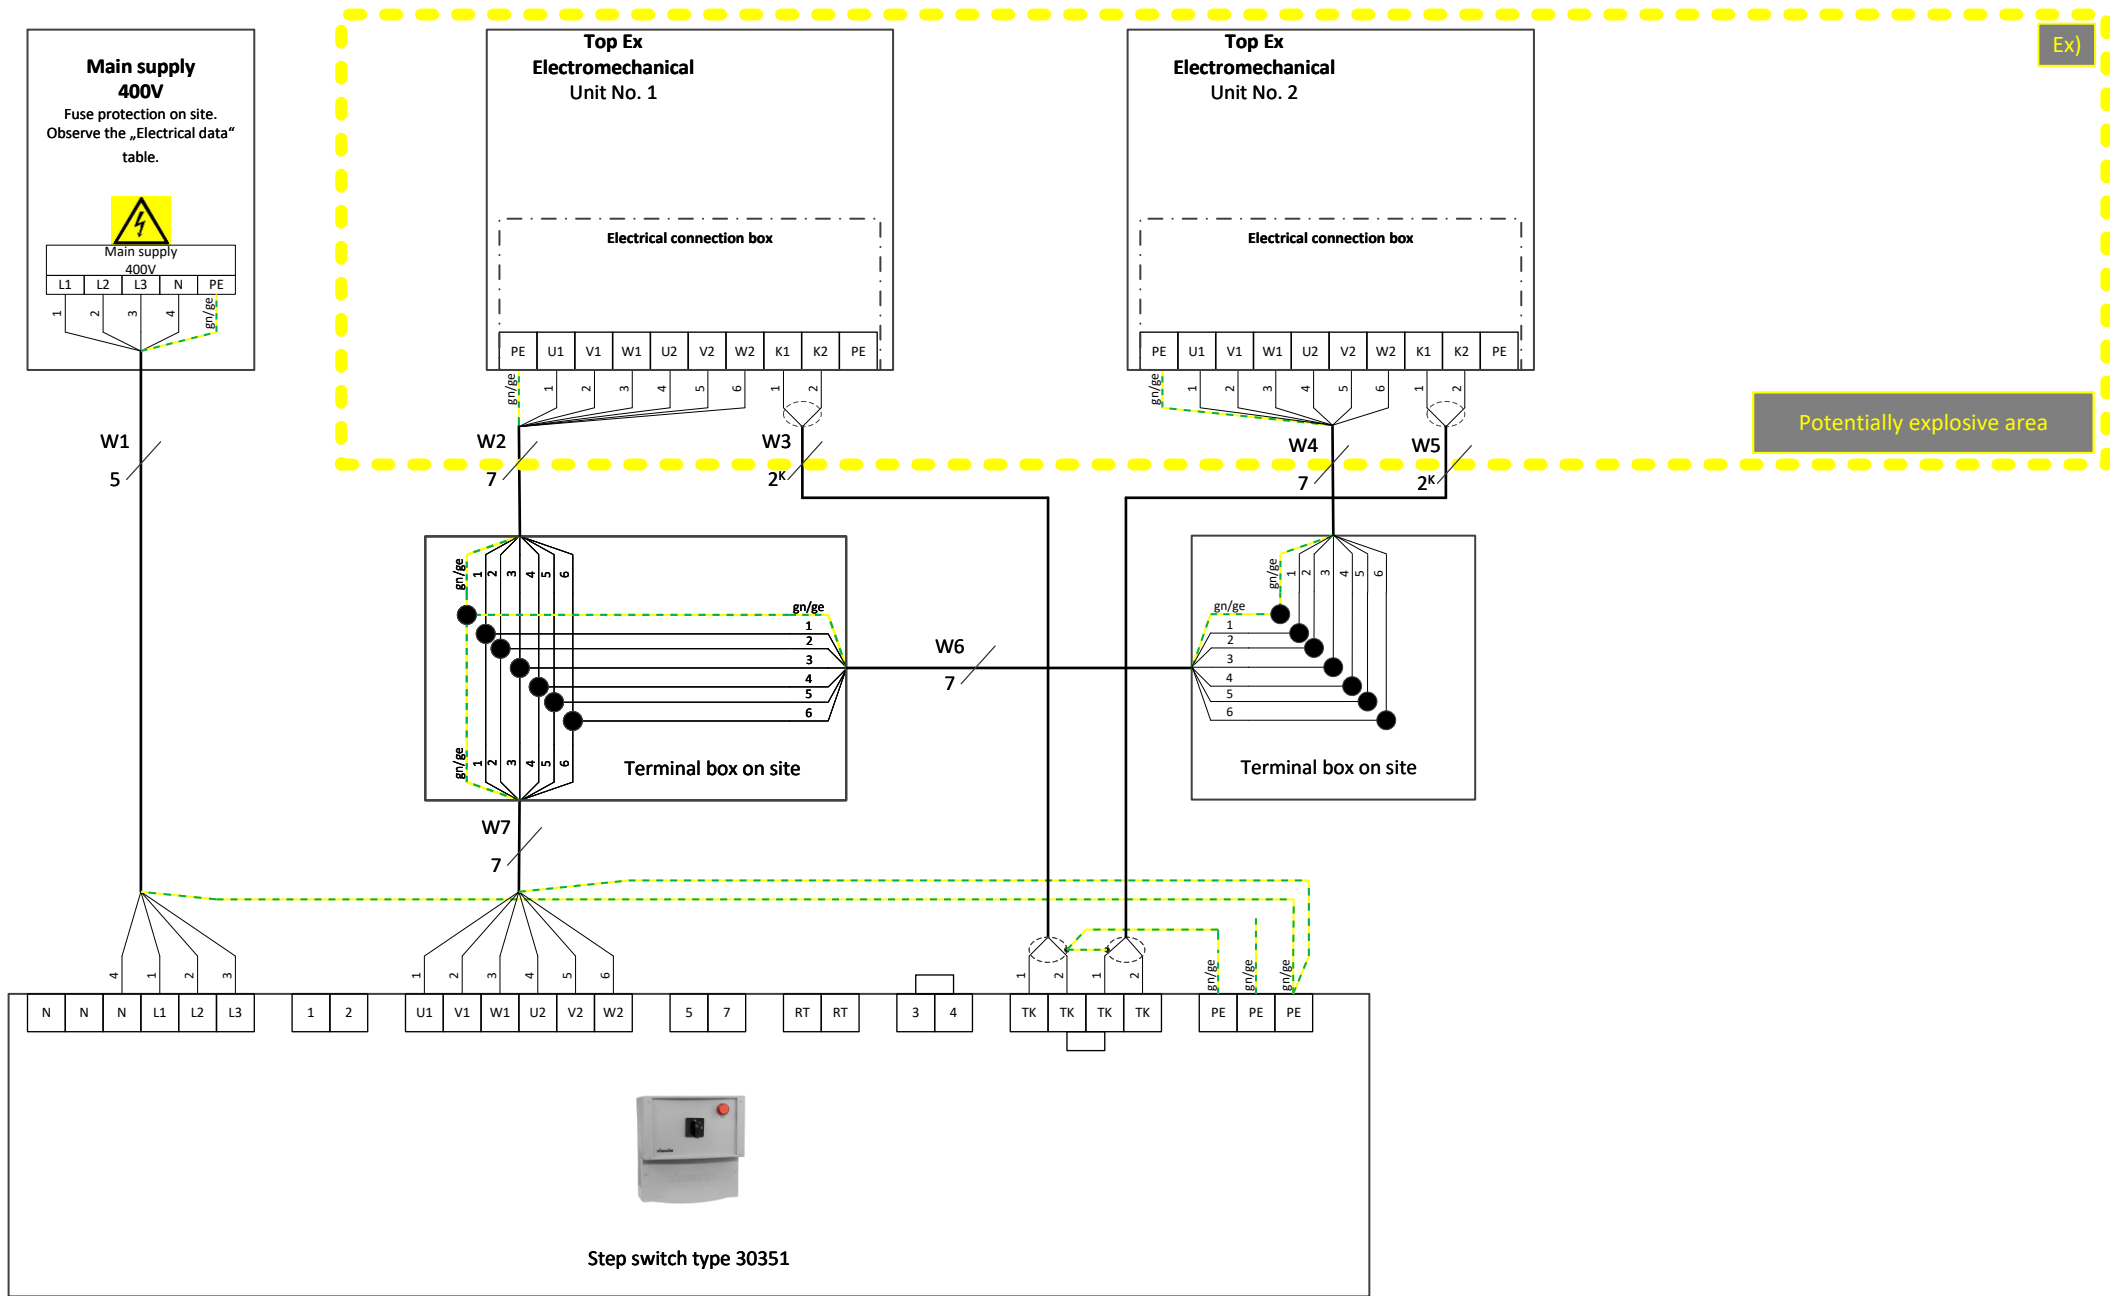 Ex)
Main supply
400V
Fuse protection on site.
Observe the „Electrical data“
table.
Main supply
400V
L1 L2 L3 N PE
1 2 3 4 gn/ge
Top Ex
Electromechanical
Unit No. 1
Electrical connection box
PE U1 V1 W1 U2 V2 W2 K1 K2 PE
gn/ge 1 2 3 4 5 6 1 2
Top Ex
Electromechanical
Unit No. 2
Electrical connection box
PE U1 V1 W1 U2 V2 W2 K1 K2 PE
gn/ge 1 2 3 4 5 6 1 2
Potentially explosive area
W1
5
W2
7
W3
2ᴷ
W4
7
W5
2ᴷ
gn/ge 1 2 3 4 5 6
gn/ge
1
2
3
4
5
6
gn/ge 1 2 3 4 5 6
Terminal box on site
W6
7
gn/ge 1 2 3 4 5 6
gn/ge
1
2
3
4
5
6
Terminal box on site
W7
7
4 1 2 3
1 2 3 4 5 6
1 2 1 2
gn/ge gn/ge gn/ge
N N N L1 L2 L3 1 2 U1 V1 W1 U2 V2 W2 5 7 RT RT 3 4 TK TK TK TK PE PE PE
Step switch type 30351